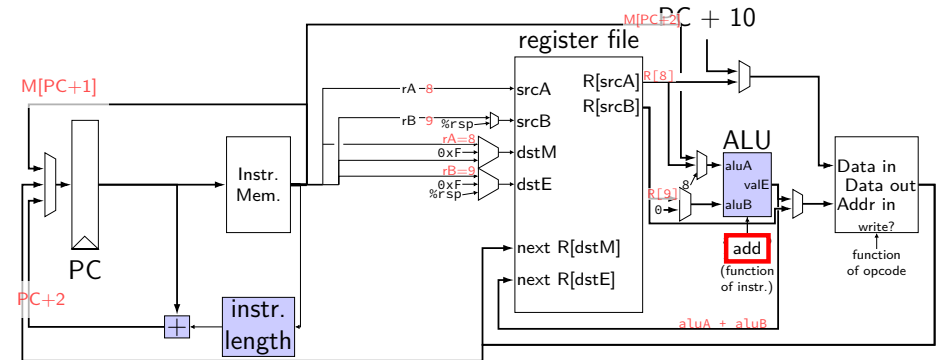 M[PC+2]
PC + 10
register file
M[PC+1]
R[srcA]
R[8]
rA
8
srcA
R[srcB]
rB
9
%rsp
srcB
rA=8
0xF
dstM
ALU
Instr.
Mem.
aluA
Data in
rB=9
0xF
%rsp
dstE
8
valE
Data out
R[9]
0
aluB
Addr in
write?
next R[dstM]
add
function
of opcode
PC
(function
of instr.)
next R[dstE]
PC+2
instr.
length
+
aluA + aluB